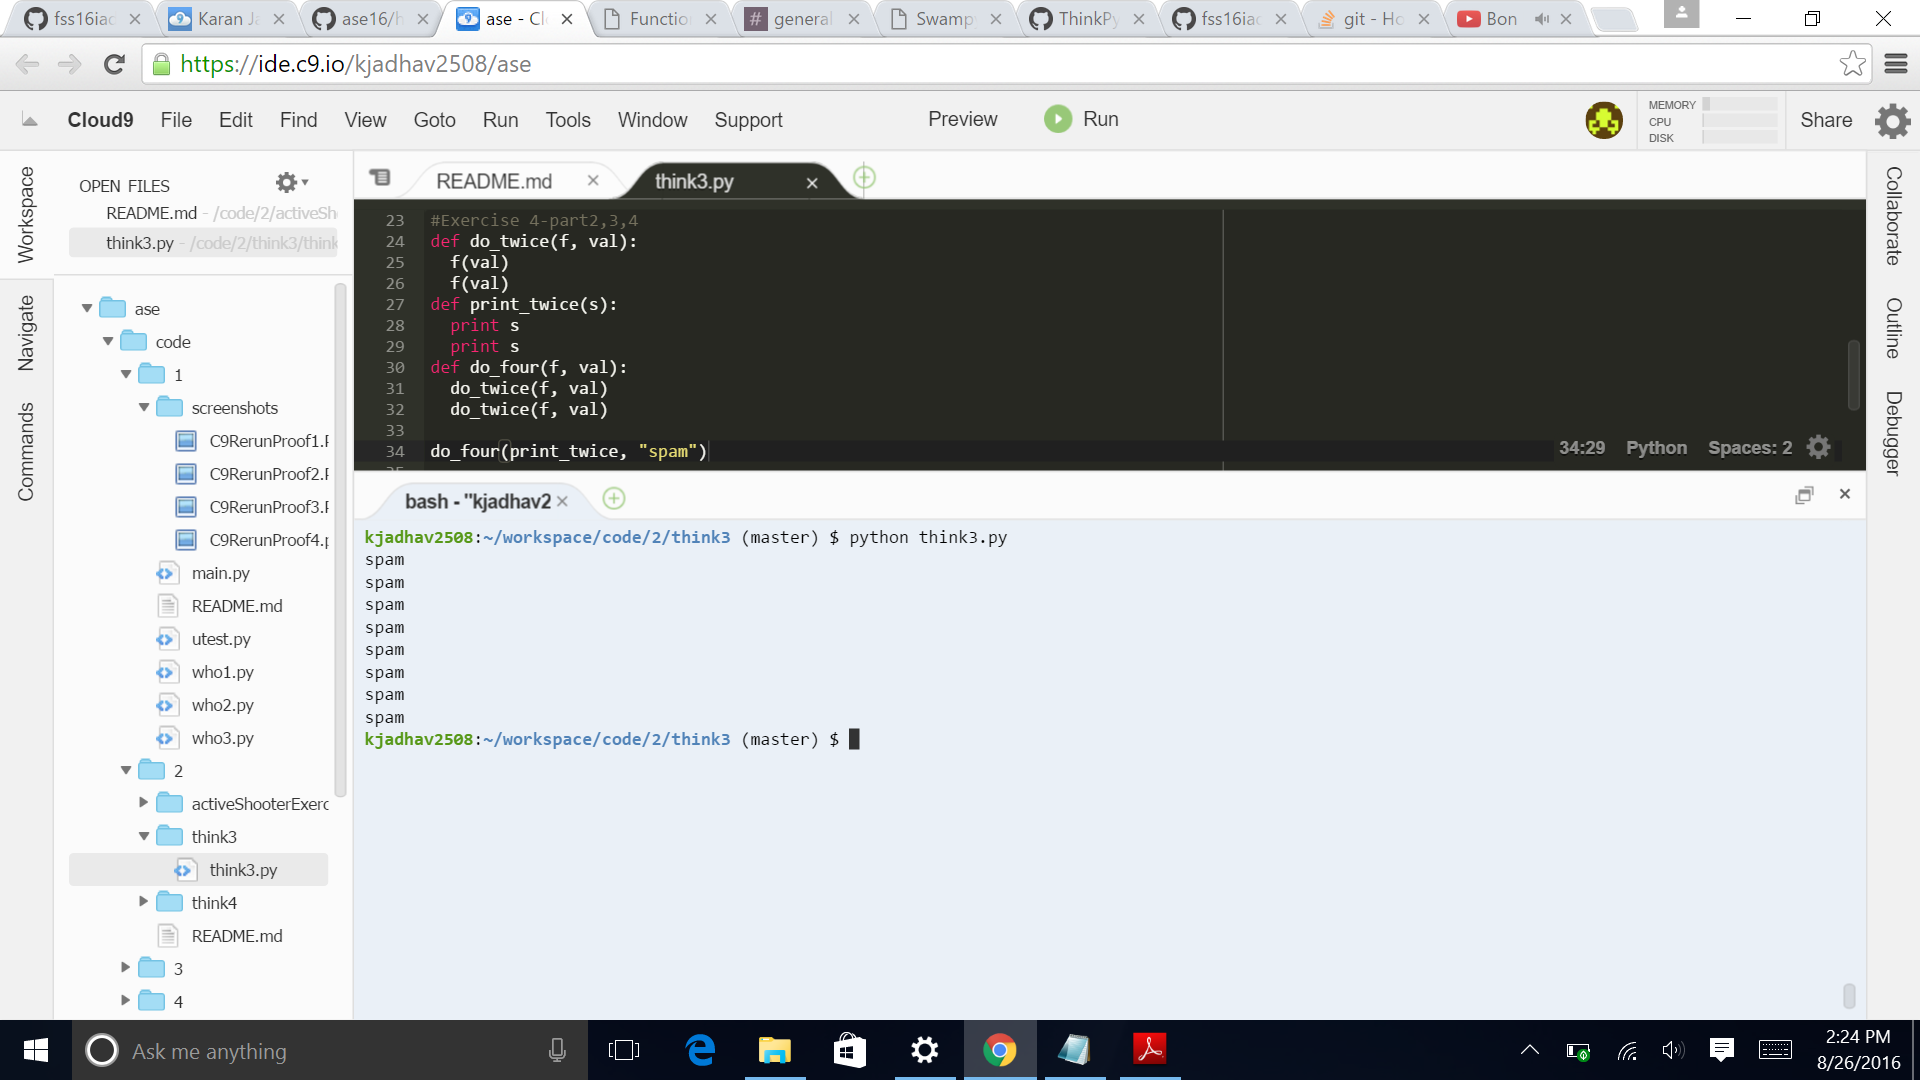 fss16iac
Karan Ja
ase16/h
ase - Cl
Functio
general
Swamp
ThinkPy
fss16iac
git - Ho
Bon
https://ide.c9.io/kjadhav2508/ase
Cloud9 File Edit Find View Goto Run Tools Window Support Preview Run
MEMORY
CPU
DISK
Share
Workspace
Navigate
Commands
OPEN FILES
README.md - /code/2/activeSh
think3.py - /code/2/think3/think
ase
code
1
screenshots
C9RerunProof1.F
C9RerunProof2.F
C9RerunProof3.F
C9RerunProof4.p
main.py
README.md
utest.py
who1.py
who2.py
who3.py
2
activeShooterExerc
think3
think3.py
think4
README.md
3
4
README.md
think3.py
23 #Exercise 4-part2,3,4
24 def do_twice(f, val):
25 f(val)
26 f(val)
27 def print_twice(s):
28 print s
29 print s
30 def do_four(f, val):
31 do_twice(f, val)
32 do_twice(f, val)
33
34 do_four(print_twice, "spam")
34:29 Python Spaces: 2
bash - "kjadhav2
kjadhav2508:~/workspace/code/2/think3 (master) $ python think3.py
spam
spam
spam
spam
spam
spam
spam
spam
kjadhav2508:~/workspace/code/2/think3 (master) $
Collaborate
Outline
Debugger
Ask me anything
2:24 PM
8/26/2016